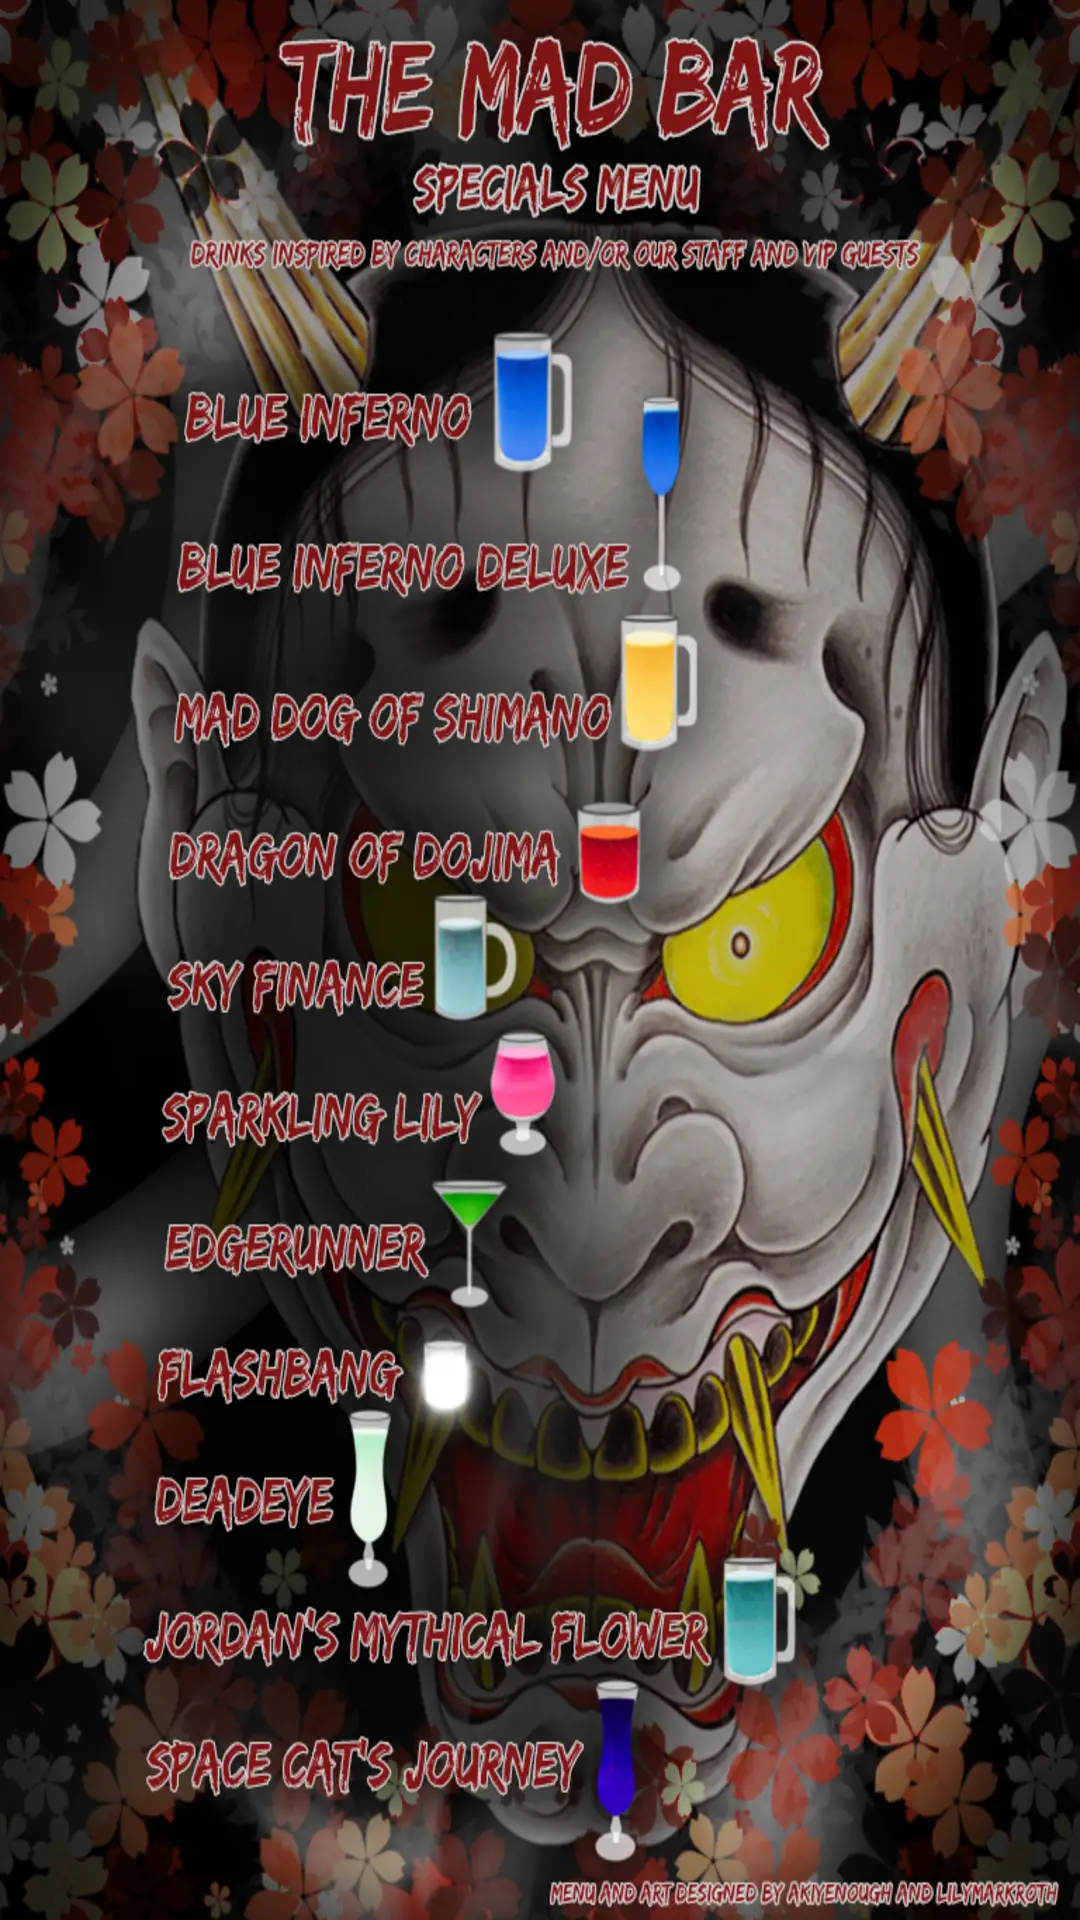 THE MAD BAR
SPECIALS MENU
DRINKS INSPIRED BY CHARACTERS AND/OR OUR STAFF AND VIP GUESTS
BLUE INFERNO
BLUE INFERNO DELUXE
MAD DOG OF SHIMANO
DRAGON OF DOJIMA
SKY FINANCE
SPARKLING LILY
EDGERUNNER
FLASHBANG
DEADEYE
JORDAN'S MYTHICAL FLOWER
SPACE CAT'S JOURNEY
MENU AND ART DESIGNED BY AKIYENOUGH AND LILYMARKROTH